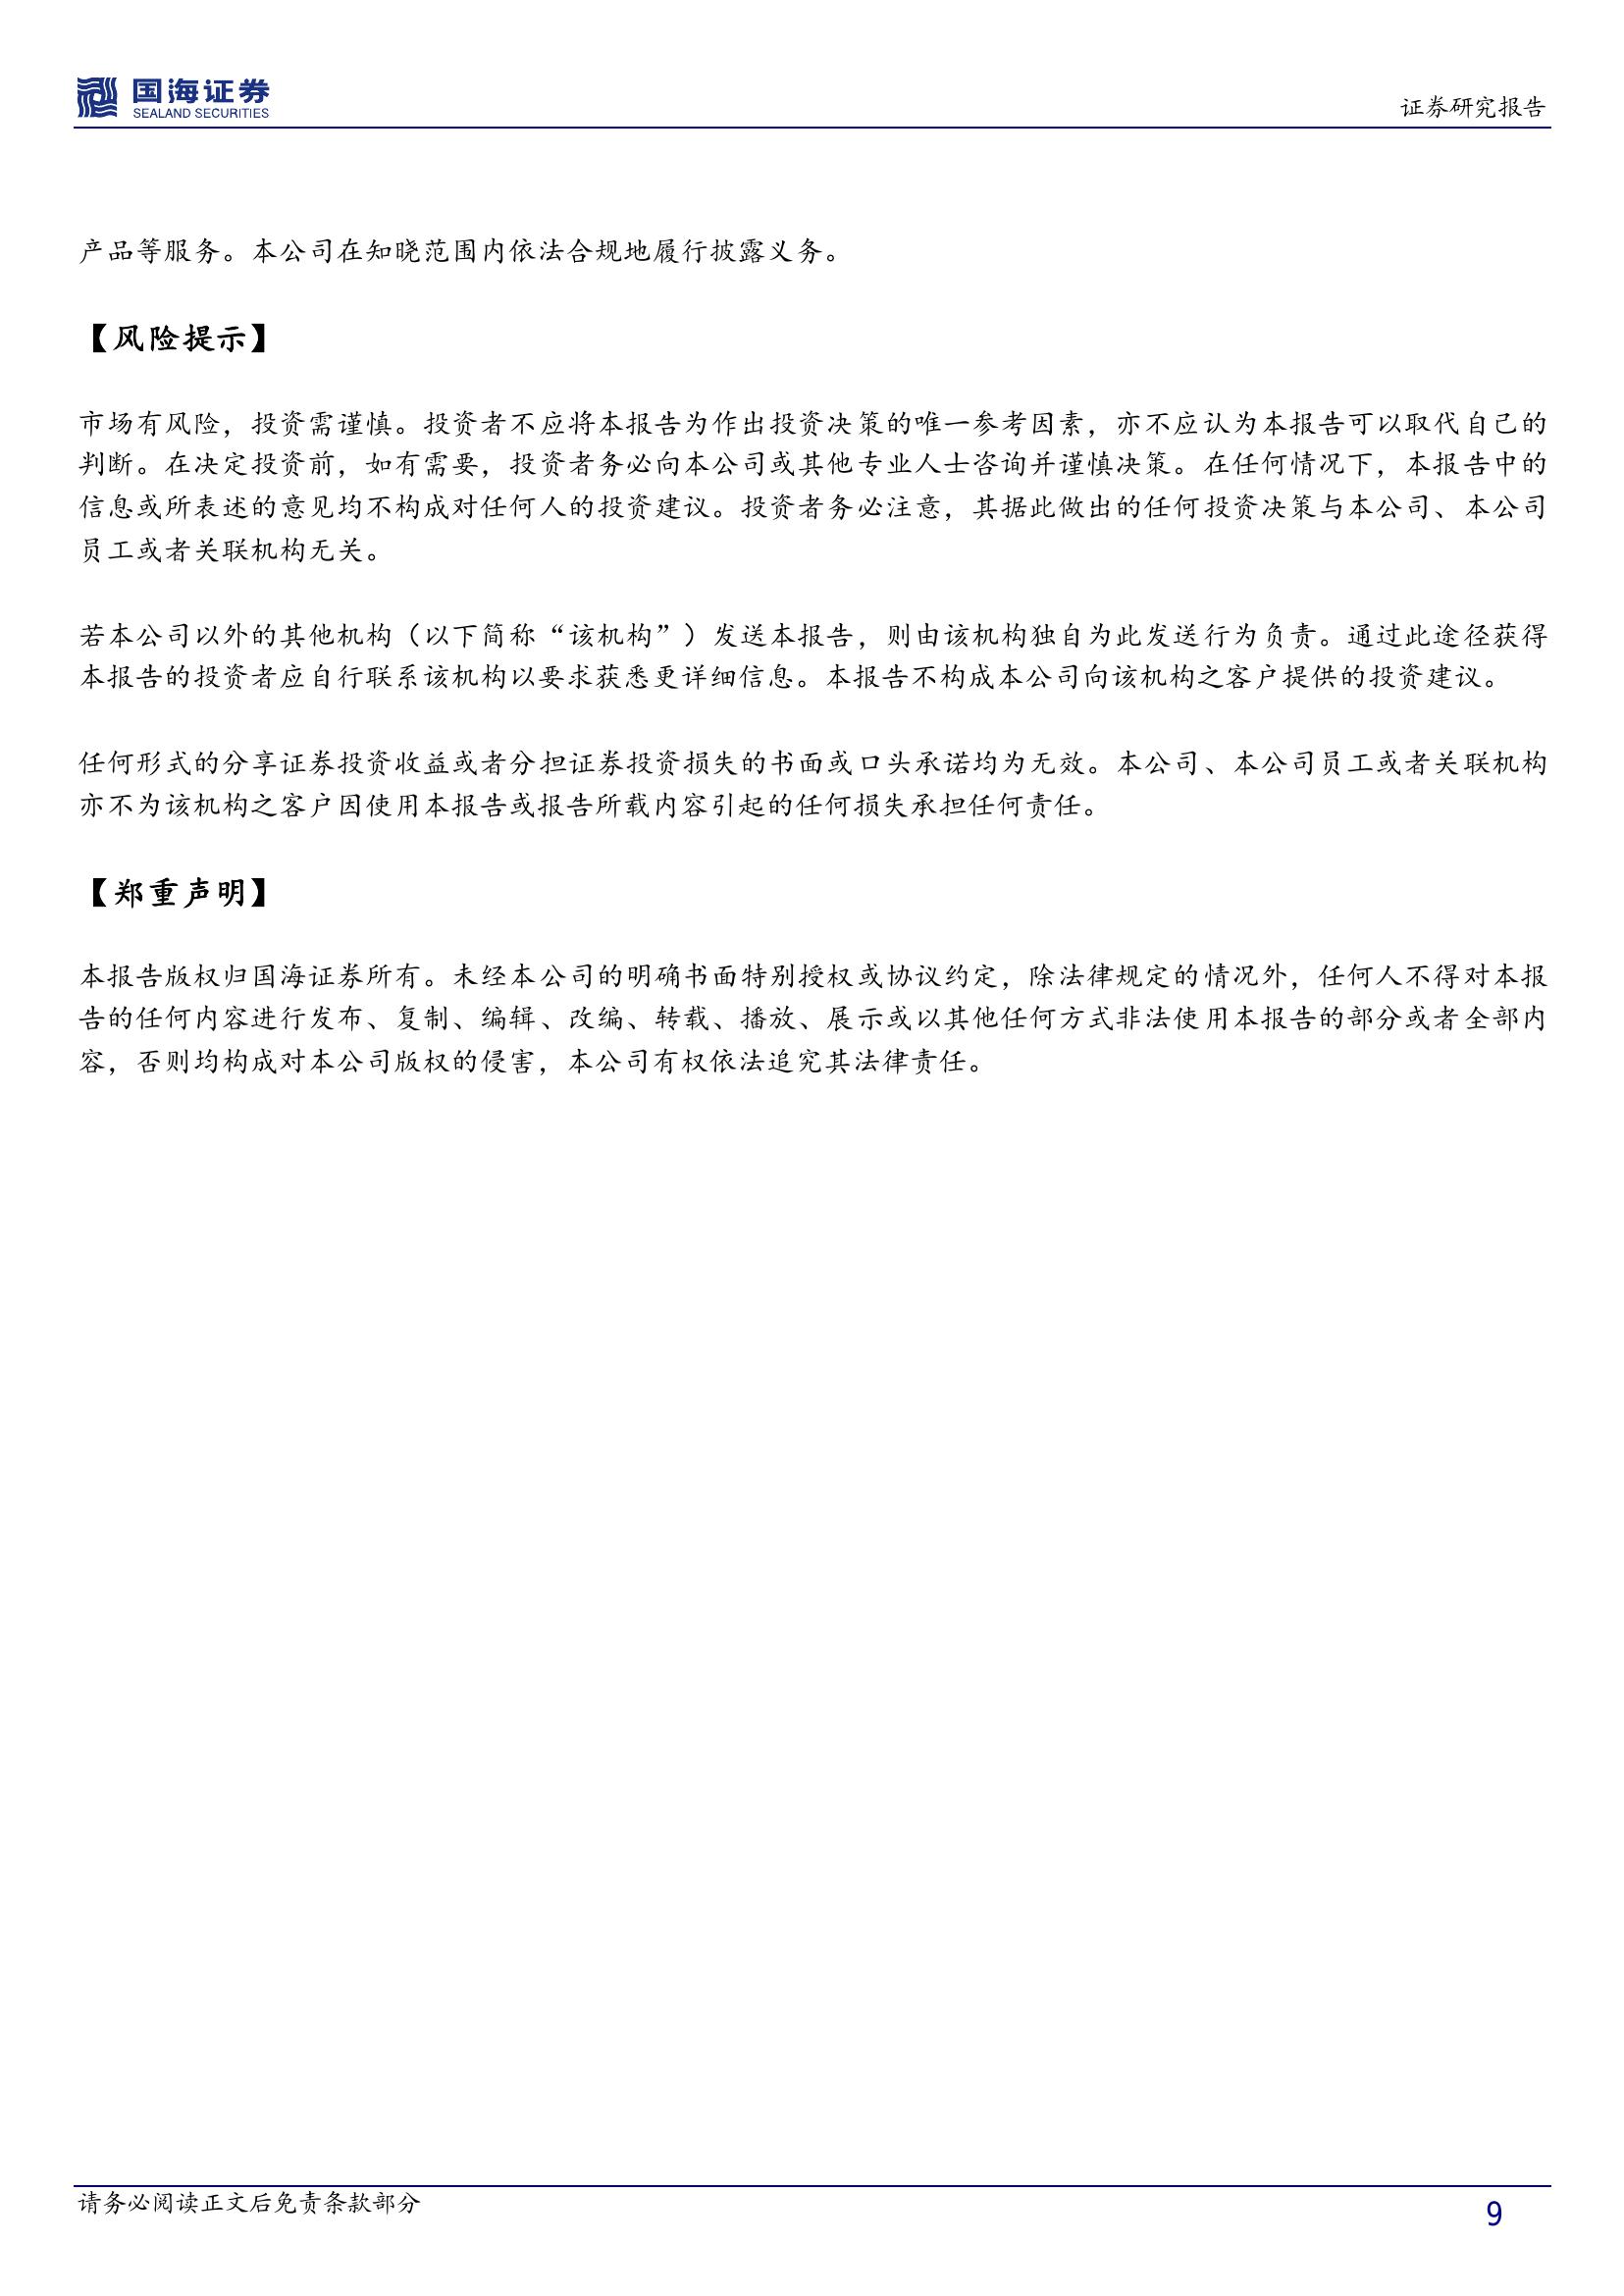 国海证券
SEALAND SECURITIES
证券研究报告
产品等服务。本公司在知晓范围内依法合规地履行披露义务。
【风险提示】
市场有风险，投资需谨慎。投资者不应将本报告为作出投资决策的唯一参考因素，亦不应认为本报告可以取代自己的
判断。在决定投资前，如有需要，投资者务必向本公司或其他专业人士咨询并谨慎决策。在任何情况下，本报告中的
信息或所表述的意见均不构成对任何人的投资建议。投资者务必注意，其据此做出的任何投资决策与本公司、本公司
员工或者关联机构无关。
若本公司以外的其他机构（以下简称“该机构”）发送本报告，则由该机构独自为此发送行为负责。通过此途径获得
本报告的投资者应自行联系该机构以要求获悉更详细信息。本报告不构成本公司向该机构之客户提供的投资建议。
任何形式的分享证券投资收益或者分担证券投资损失的书面或口头承诺均为无效。本公司、本公司员工或者关联机构
亦不为该机构之客户因使用本报告或报告所载内容引起的任何损失承担任何责任。
【郑重声明】
本报告版权归国海证券所有。未经本公司的明确书面特别授权或协议约定，除法律规定的情况外，任何人不得对本报
告的任何内容进行发布、复制、编辑、改编、转载、播放、展示或以其他任何方式非法使用本报告的部分或者全部内
容，否则均构成对本公司版权的侵害，本公司有权依法追究其法律责任。
请务必阅读正文后免责条款部分
9